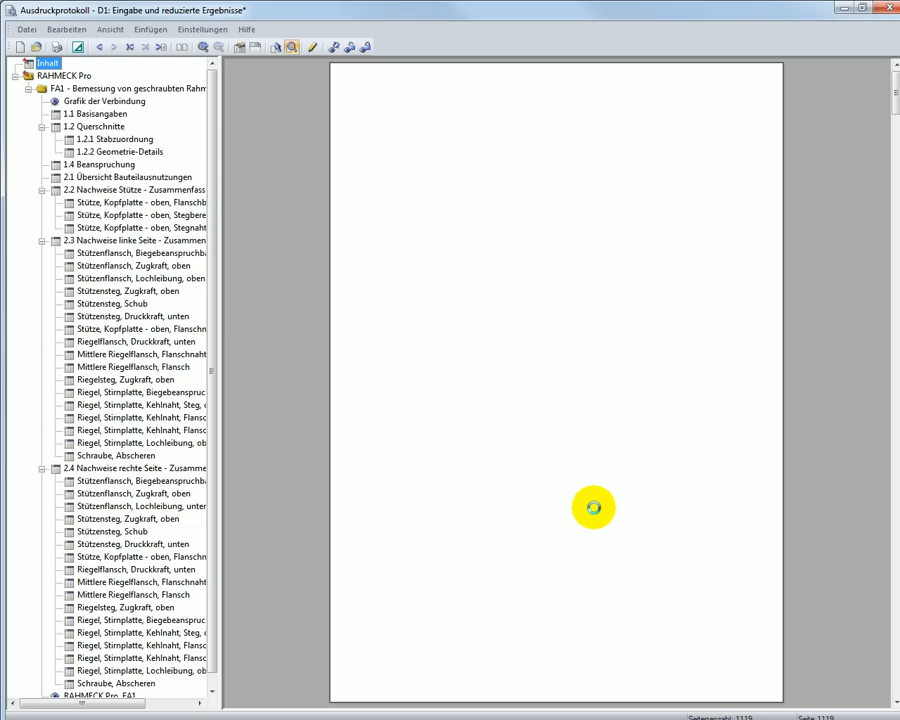 Ausdruckprotokoll - D1: Eingabe und reduzierte Ergebnisse*
Datei Bearbeiten Ansicht Einfügen Einstellungen Hilfe
Inhalt
RAHMECK Pro
FA1 - Bemessung von geschraubten Rahm
Grafik der Verbindung
1.1 Basisangaben
1.2 Querschnitte
1.2.1 Stabzuordnung
1.2.2 Geometrie-Details
1.4 Beanspruchung
2.1 Übersicht Bauteilausnutzungen
2.2 Nachweise Stütze - Zusammenfass
Stütze, Kopfplatte - oben, Flanschb
Stütze, Kopfplatte - oben, Stegbere
Stütze, Kopfplatte - oben, Stegnaht
2.3 Nachweise linke Seite - Zusammen
Stützenflansch, Biegebeanspruchba
Stützenflansch, Zugkraft, oben
Stützenflansch, Lochleibung, oben
Stützensteg, Zugkraft, oben
Stützensteg, Schub
Stützensteg, Druckkraft, unten
Stütze, Kopfplatte - oben, Flanschn
Riegelflansch, Druckkraft, unten
Mittlere Riegelflansch, Flanschnaht
Mittlere Riegelflansch, Flansch
Riegelsteg, Zugkraft, oben
Riegel, Stirnplatte, Biegebeanspruc
Riegel, Stirnplatte, Kehlnaht, Steg, o
Riegel, Stirnplatte, Kehlnaht, Flansc
Riegel, Stirnplatte, Kehlnaht, Flansc
Riegel, Stirnplatte, Lochleibung, ob
Schraube, Abscheren
2.4 Nachweise rechte Seite - Zusamme
Stützenflansch, Biegebeanspruchba
Stützenflansch, Zugkraft, oben
Stützenflansch, Lochleibung, unter
Stützensteg, Zugkraft, oben
Stützensteg, Schub
Stützensteg, Druckkraft, unten
Stütze, Kopfplatte - oben, Flanschn
Riegelflansch, Druckkraft, unten
Mittlere Riegelflansch, Flanschnaht
Mittlere Riegelflansch, Flansch
Riegelsteg, Zugkraft, oben
Riegel, Stirnplatte, Biegebeanspruc
Riegel, Stirnplatte, Kehlnaht, Steg, o
Riegel, Stirnplatte, Kehlnaht, Flansc
Riegel, Stirnplatte, Kehlnaht, Flansc
Riegel, Stirnplatte, Lochleibung, ob
Schraube, Abscheren
RAHMECK Pro, FA1
Seitenanzahl: 1119 Seite 1119